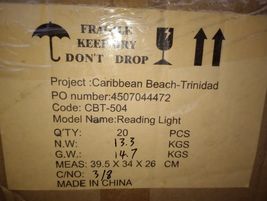 FRAGILE
KEEP DRY
DON'T DROP
Project :Caribbean Beach-Trinidad
PO number:4507044472
Code: CBT-504
Model Name:Reading Light
Q'TY: 20 PCS
N.W: 13.3 KGS
G.W.: 14.7 KGS
MEAS: 39.5 X 34 X 26 CM
C/NO: 3/8
MADE IN CHINA